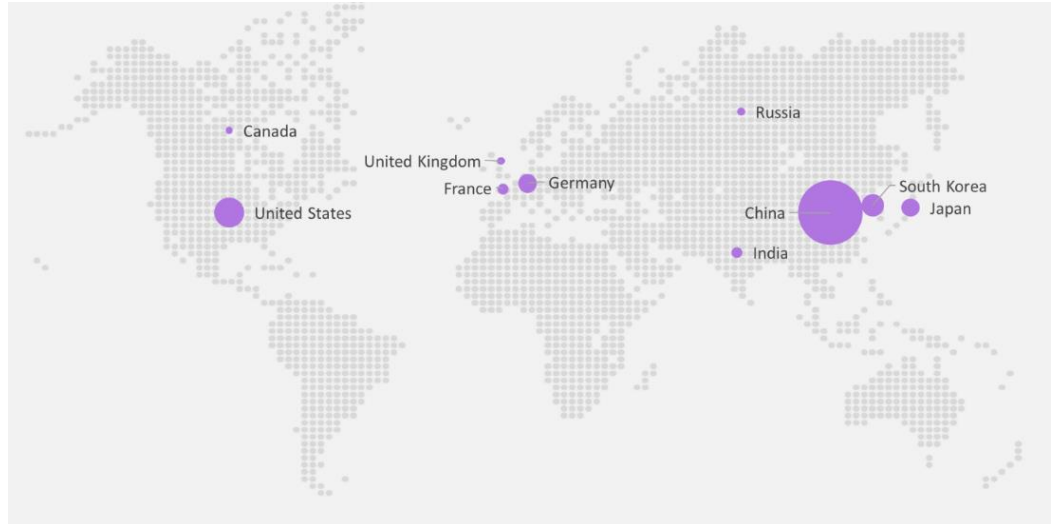 Russia
Canada
United Kingdom
France
Germany
South Korea
United States
China
Japan
India